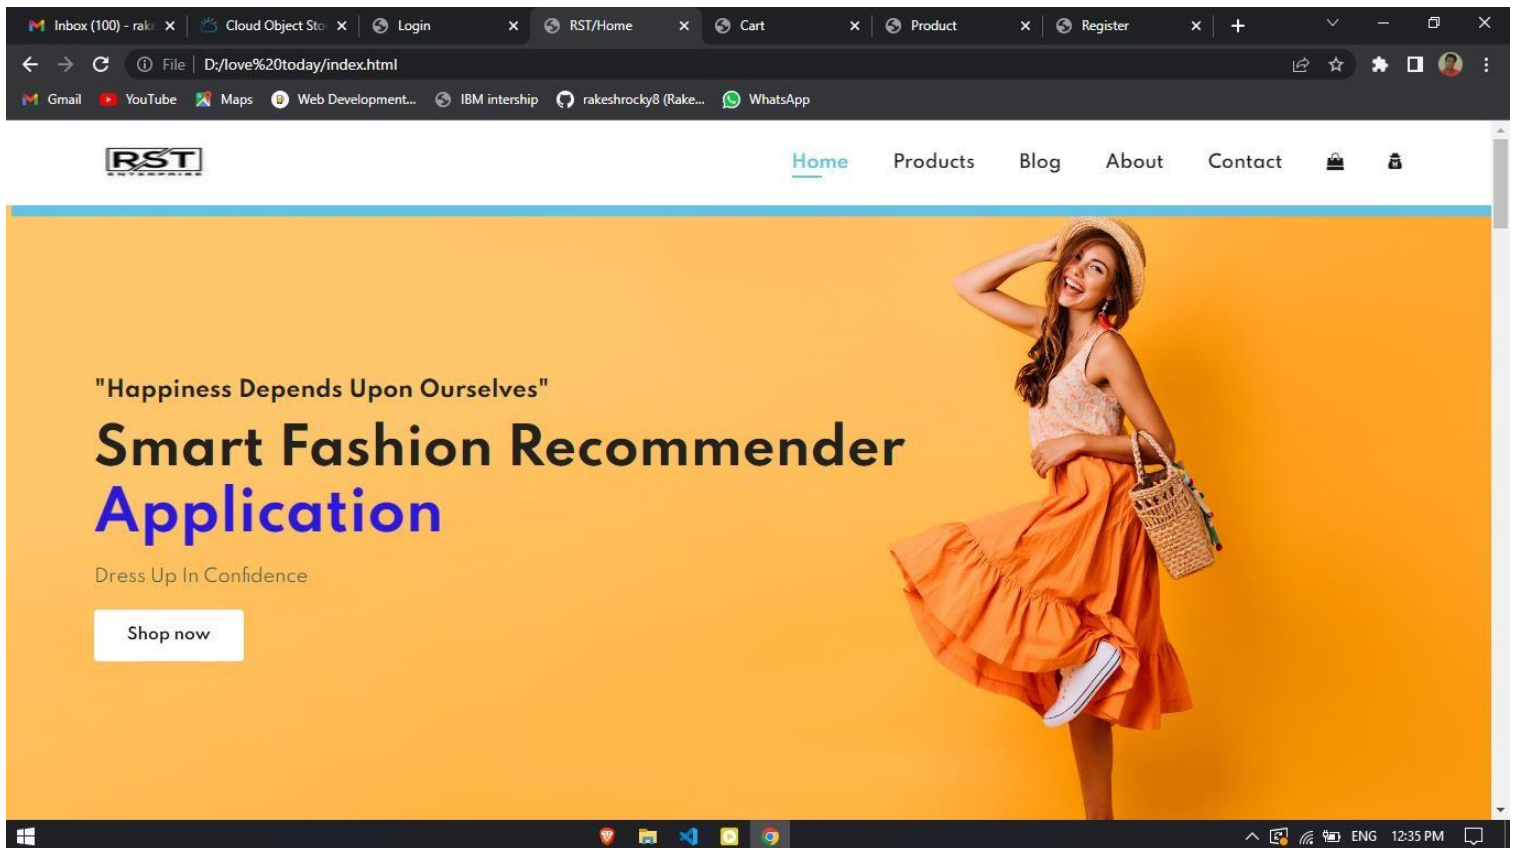 Inbox (100) - rake
Cloud Object Sto
Login
RST/Home
Cart
Product
Register
File
D:/love%20today/index.html
Gmail
YouTube
Maps
Web Development...
IBM intership
rakeshrocky8 (Rake...
WhatsApp
RST
ENTERPRISE
Home
Products
Blog
About
Contact
"Happiness Depends Upon Ourselves"
Smart Fashion Recommender
Application
Dress Up In Confidence
Shop now
ENG
12:35 PM